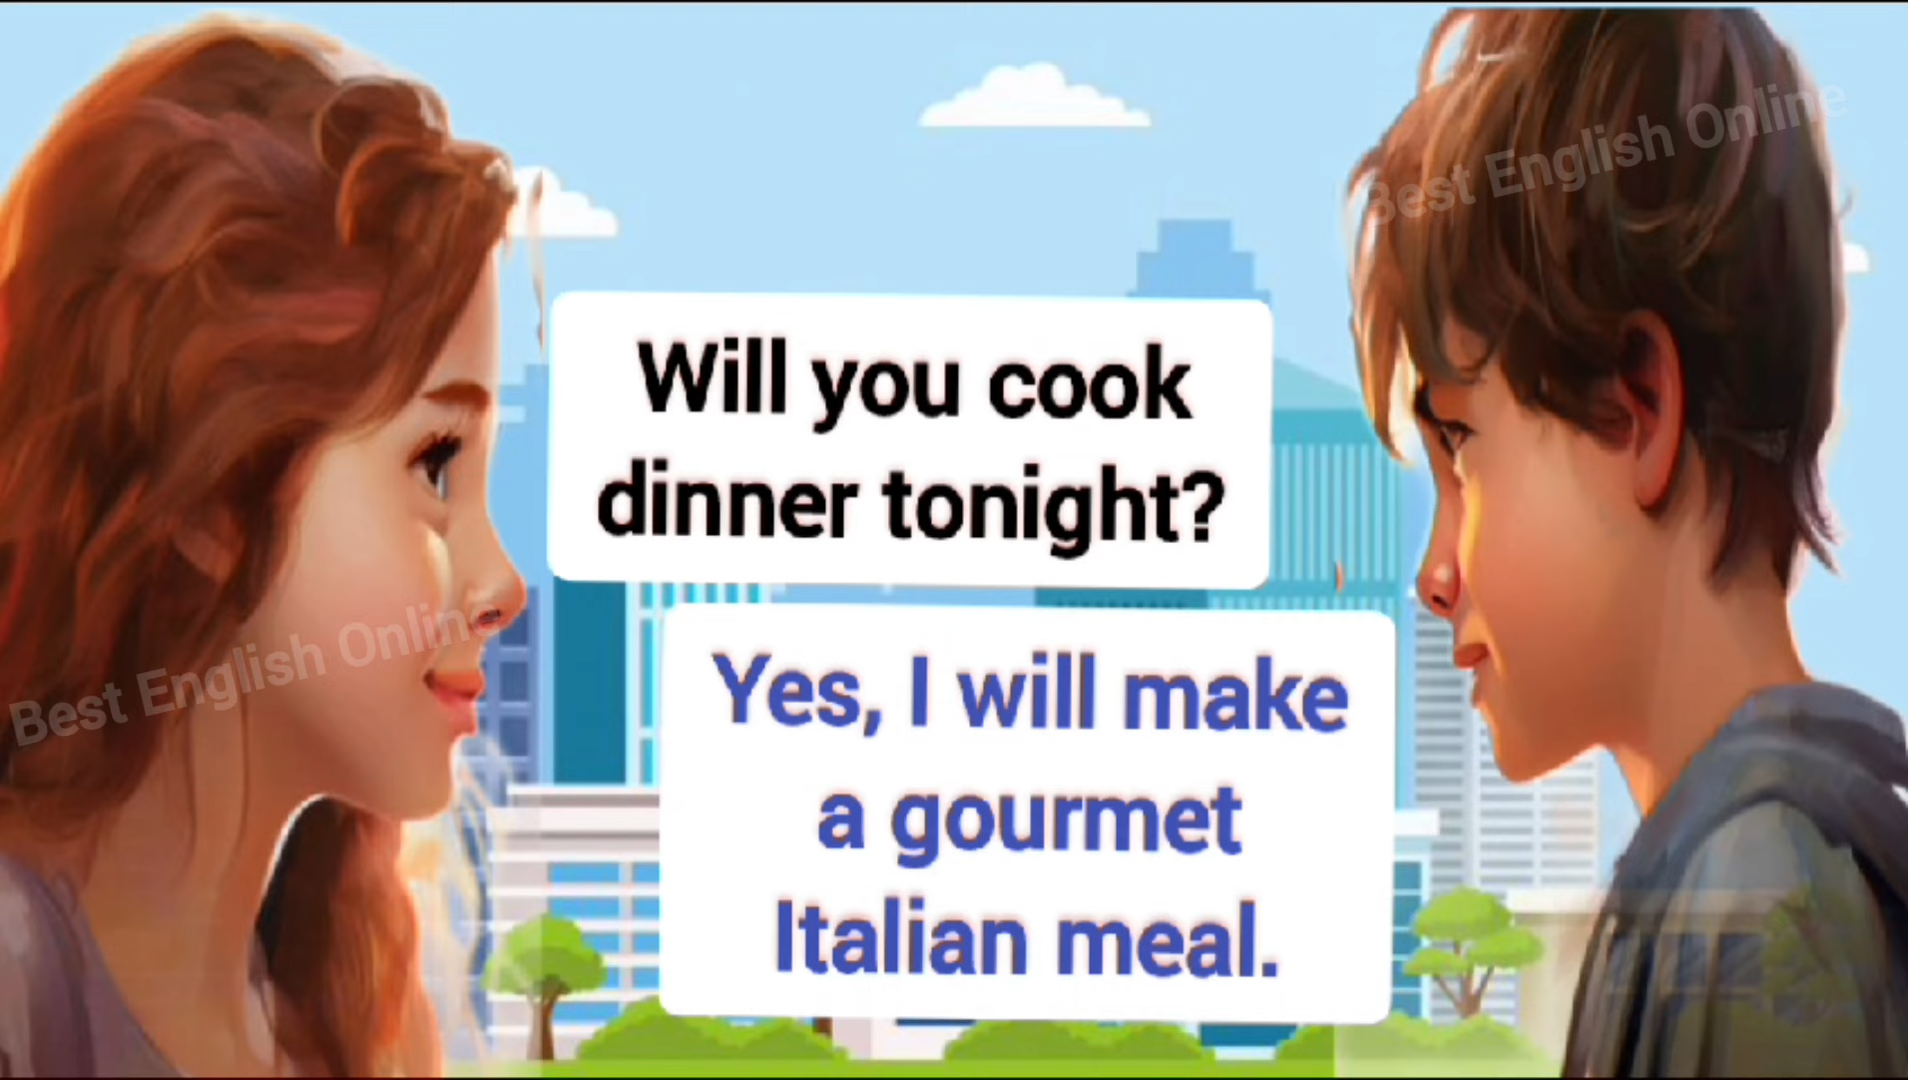 Best English Online
Will you cook
dinner tonight?
Best English Online
Yes, I will make
a gourmet
Italian meal.